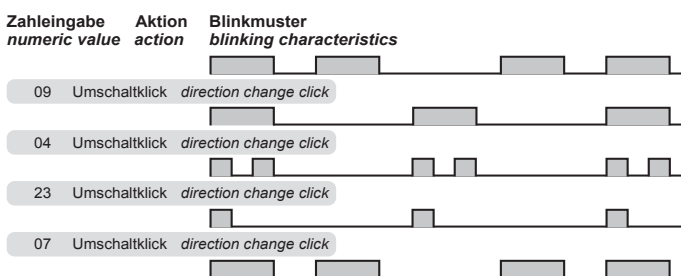 Zahleingabe Aktion Blinkmuster
numeric value action blinking characteristics
09 Umschaltklick direction change click
04 Umschaltklick direction change click
23 Umschaltklick direction change click
07 Umschaltklick direction change click